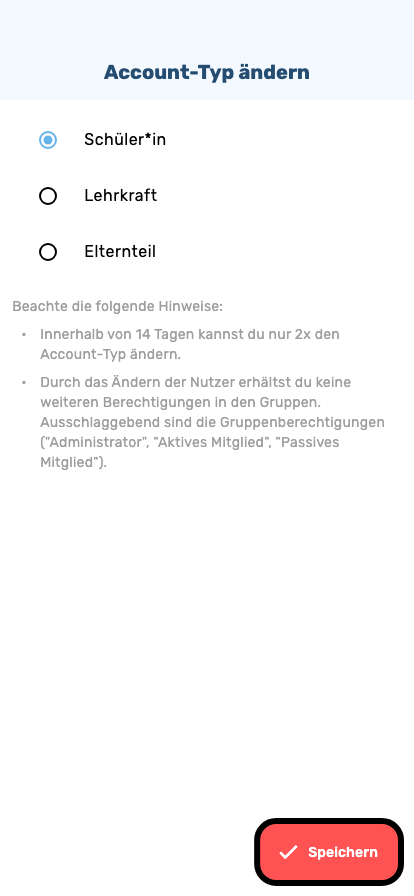 Account-Typ ändern
Schüler*in
Lehrkraft
Elternteil
Beachte die folgende Hinweise:
• Innerhalb von 14 Tagen kannst du nur 2x den
Account-Typ ändern.
• Durch das Ändern der Nutzer erhältst du keine
weiteren Berechtigungen in den Gruppen.
Ausschlaggebend sind die Gruppenberechtigungen
("Administrator", "Aktives Mitglied", "Passives
Mitglied").
Speichern